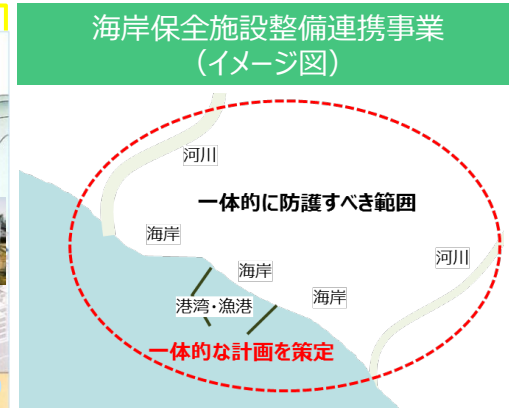 海岸保全施設整備連携事業
（イメージ図）
河川
一体的に防護すべき範囲
海岸
河川
海岸
海岸
港湾・漁港
一体的な計画を策定